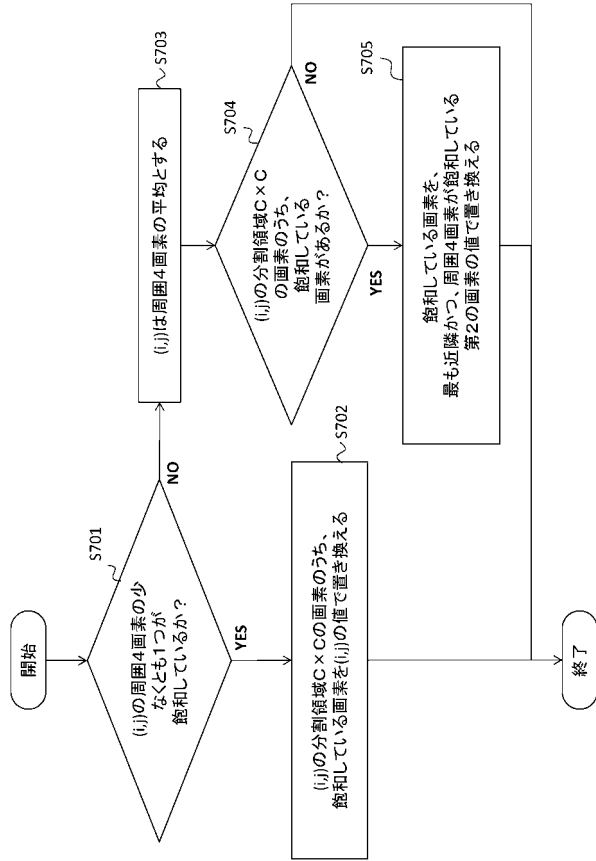 開始
S701
(i,j)の周囲4画素の少
なくとも1つが
飽和しているか?
NO
YES
S702
(i,j)の分割領域C×Cの画素のうち、
飽和している画素を(i,j)の値で置き換える
S703
(i,j)は周囲4画素の平均とする
S704
(i,j)の分割領域C×C
の画素のうち、
飽和している
画素があるか?
NO
YES
S705
飽和している画素を、
最も近隣かつ、周囲4画素が飽和している
第2の画素の値で置き換える
終了